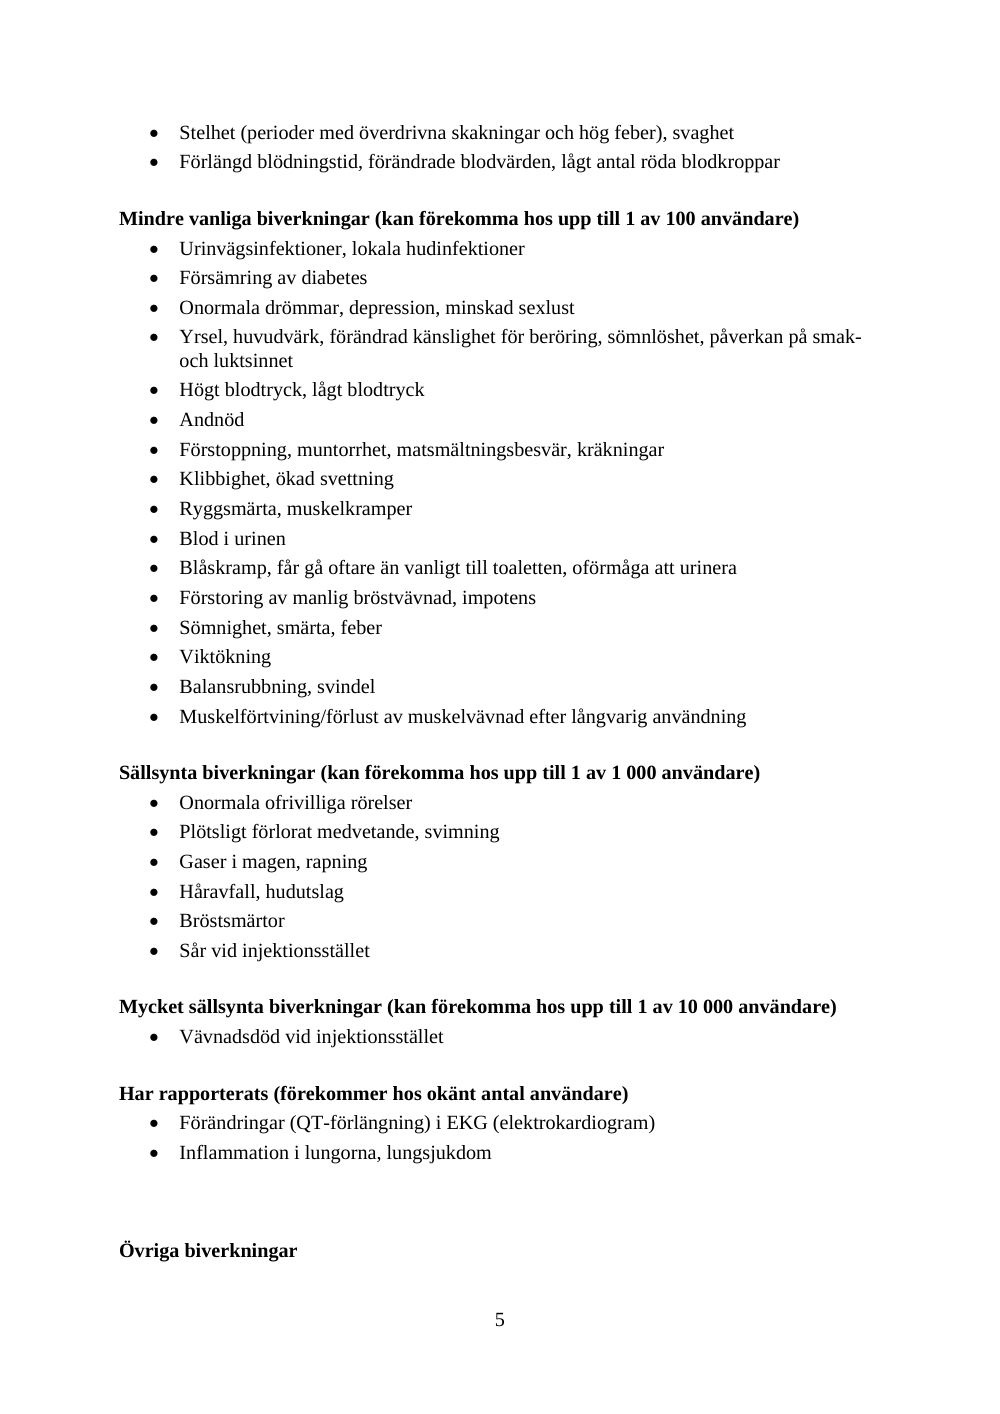 • Stelhet (perioder med överdrivna skakningar och hög feber), svaghet
• Förlängd blödningstid, förändrade blodvärden, lågt antal röda blodkroppar
Mindre vanliga biverkningar (kan förekomma hos upp till 1 av 100 användare)
• Urinvägsinfektioner, lokala hudinfektioner
• Försämring av diabetes
• Onormala drömmar, depression, minskad sexlust
• Yrsel, huvudvärk, förändrad känslighet för beröring, sömnlöshet, påverkan på smak-
och luktsinnet
• Högt blodtryck, lågt blodtryck
• Andnöd
• Förstoppning, muntorrhet, matsmältningsbesvär, kräkningar
• Klibbighet, ökad svettning
• Ryggsmärta, muskelkramper
• Blod i urinen
• Blåskramp, får gå oftare än vanligt till toaletten, oförmåga att urinera
• Förstoring av manlig bröstvävnad, impotens
• Sömnighet, smärta, feber
• Viktökning
• Balansrubbning, svindel
• Muskelförtvining/förlust av muskelvävnad efter långvarig användning
Sällsynta biverkningar (kan förekomma hos upp till 1 av 1 000 användare)
• Onormala ofrivilliga rörelser
• Plötsligt förlorat medvetande, svimning
• Gaser i magen, rapning
• Håravfall, hudutslag
• Bröstsmärtor
• Sår vid injektionsstället
Mycket sällsynta biverkningar (kan förekomma hos upp till 1 av 10 000 användare)
• Vävnadsdöd vid injektionsstället
Har rapporterats (förekommer hos okänt antal användare)
• Förändringar (QT-förlängning) i EKG (elektrokardiogram)
• Inflammation i lungorna, lungsjukdom
Övriga biverkningar
5